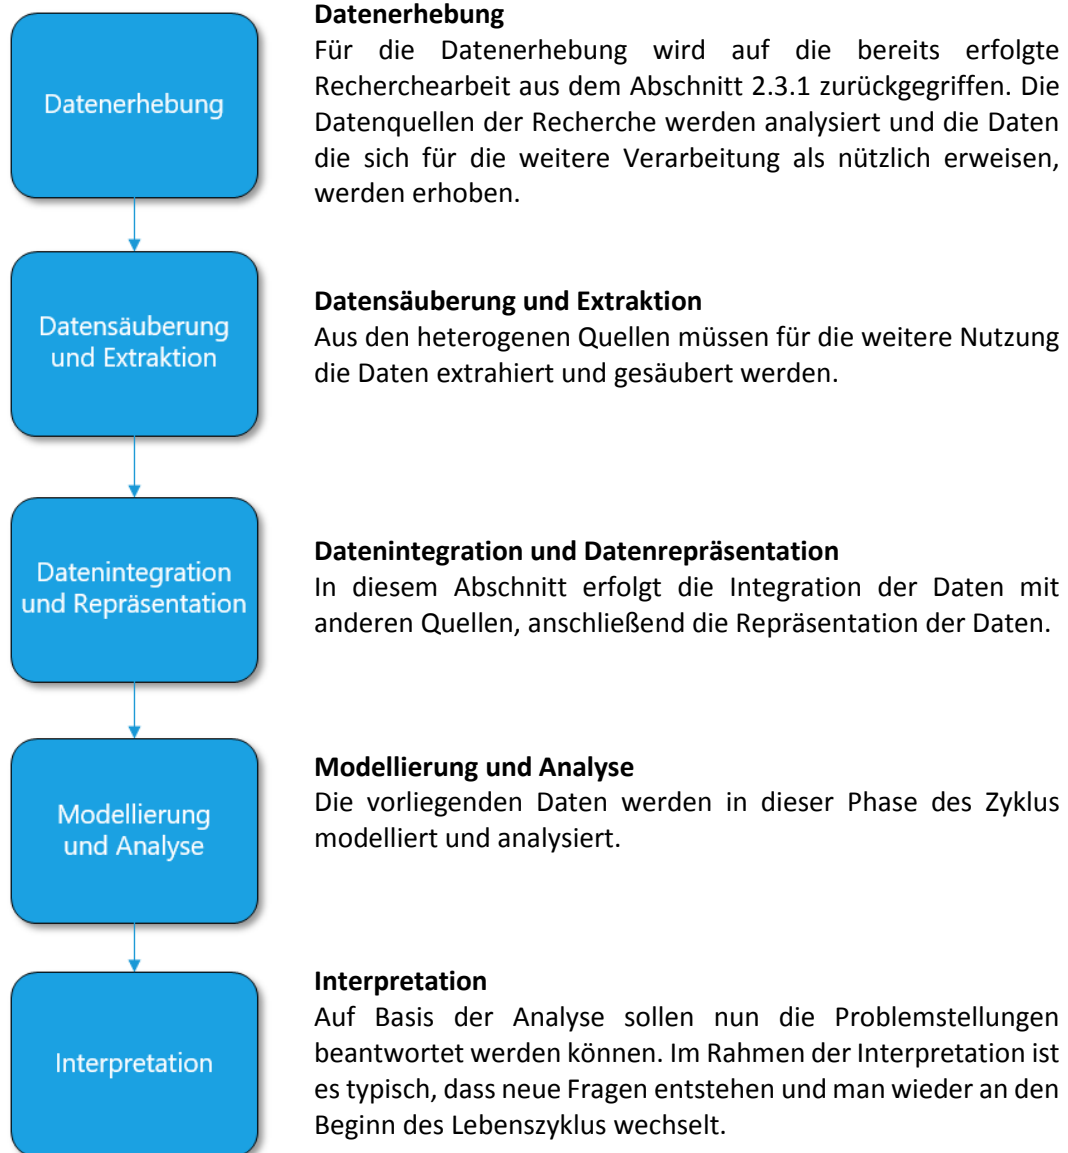 Datenerhebung
Datenerhebung
Für die Datenerhebung wird auf die bereits erfolgte
Recherchearbeit aus dem Abschnitt 2.3.1 zurückgegriffen. Die
Datenquellen der Recherche werden analysiert und die Daten
die sich für die weitere Verarbeitung als nützlich erweisen,
werden erhoben.
Datensäuberung
und Extraktion
Datensäuberung und Extraktion
Aus den heterogenen Quellen müssen für die weitere Nutzung
die Daten extrahiert und gesäubert werden.
Datenintegration
und Repräsentation
Datenintegration und Datenrepräsentation
In diesem Abschnitt erfolgt die Integration der Daten mit
anderen Quellen, anschließend die Repräsentation der Daten.
Modellierung
und Analyse
Modellierung und Analyse
Die vorliegenden Daten werden in dieser Phase des Zyklus
modelliert und analysiert.
Interpretation
Interpretation
Auf Basis der Analyse sollen nun die Problemstellungen
beantwortet werden können. Im Rahmen der Interpretation ist
es typisch, dass neue Fragen entstehen und man wieder an den
Beginn des Lebenszyklus wechselt.